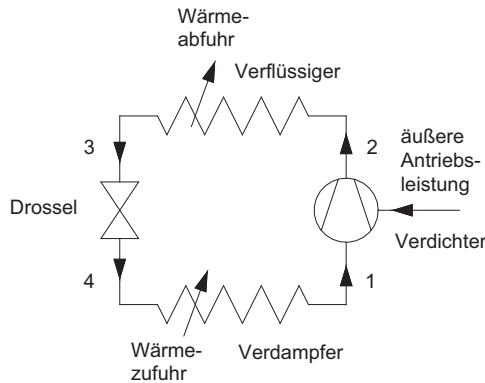 Wärme-
abfuhr
Verflüssiger
3
2
äußere
Antriebs-
leistung
Drossel
Verdichter
4
1
Wärme-
zufuhr
Verdampfer